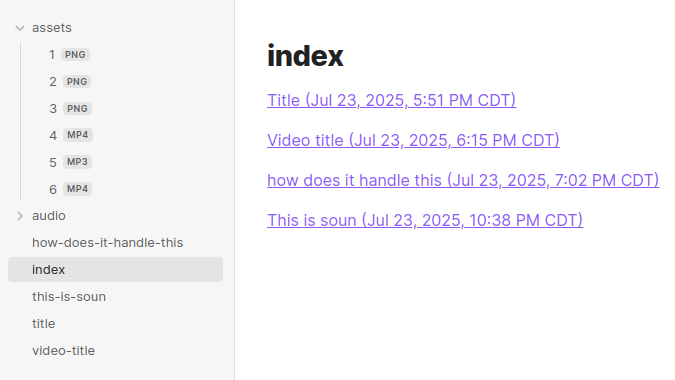 assets
1 PNG
2 PNG
3 PNG
4 MP4
5 MP3
6 MP4
audio
how-does-it-handle-this
index
this-is-soun
title
video-title
index
Title (Jul 23, 2025, 5:51 PM CDT)
Video title (Jul 23, 2025, 6:15 PM CDT)
how does it handle this (Jul 23, 2025, 7:02 PM CDT)
This is soun (Jul 23, 2025, 10:38 PM CDT)